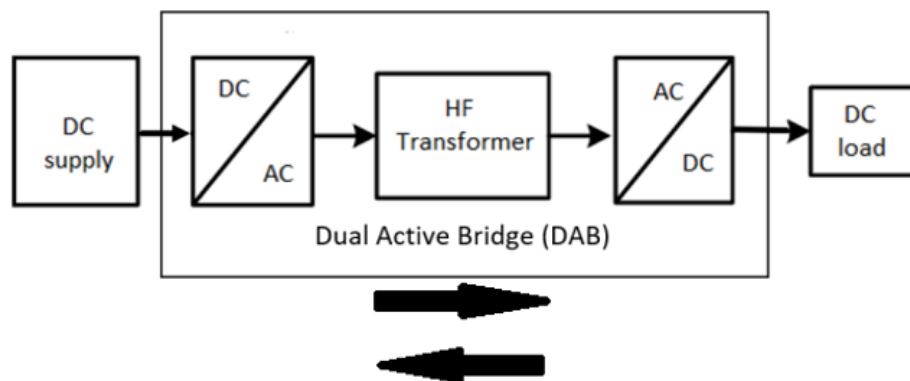 DC
supply
DC
AC
HF
Transformer
AC
DC
DC
load
Dual Active Bridge (DAB)